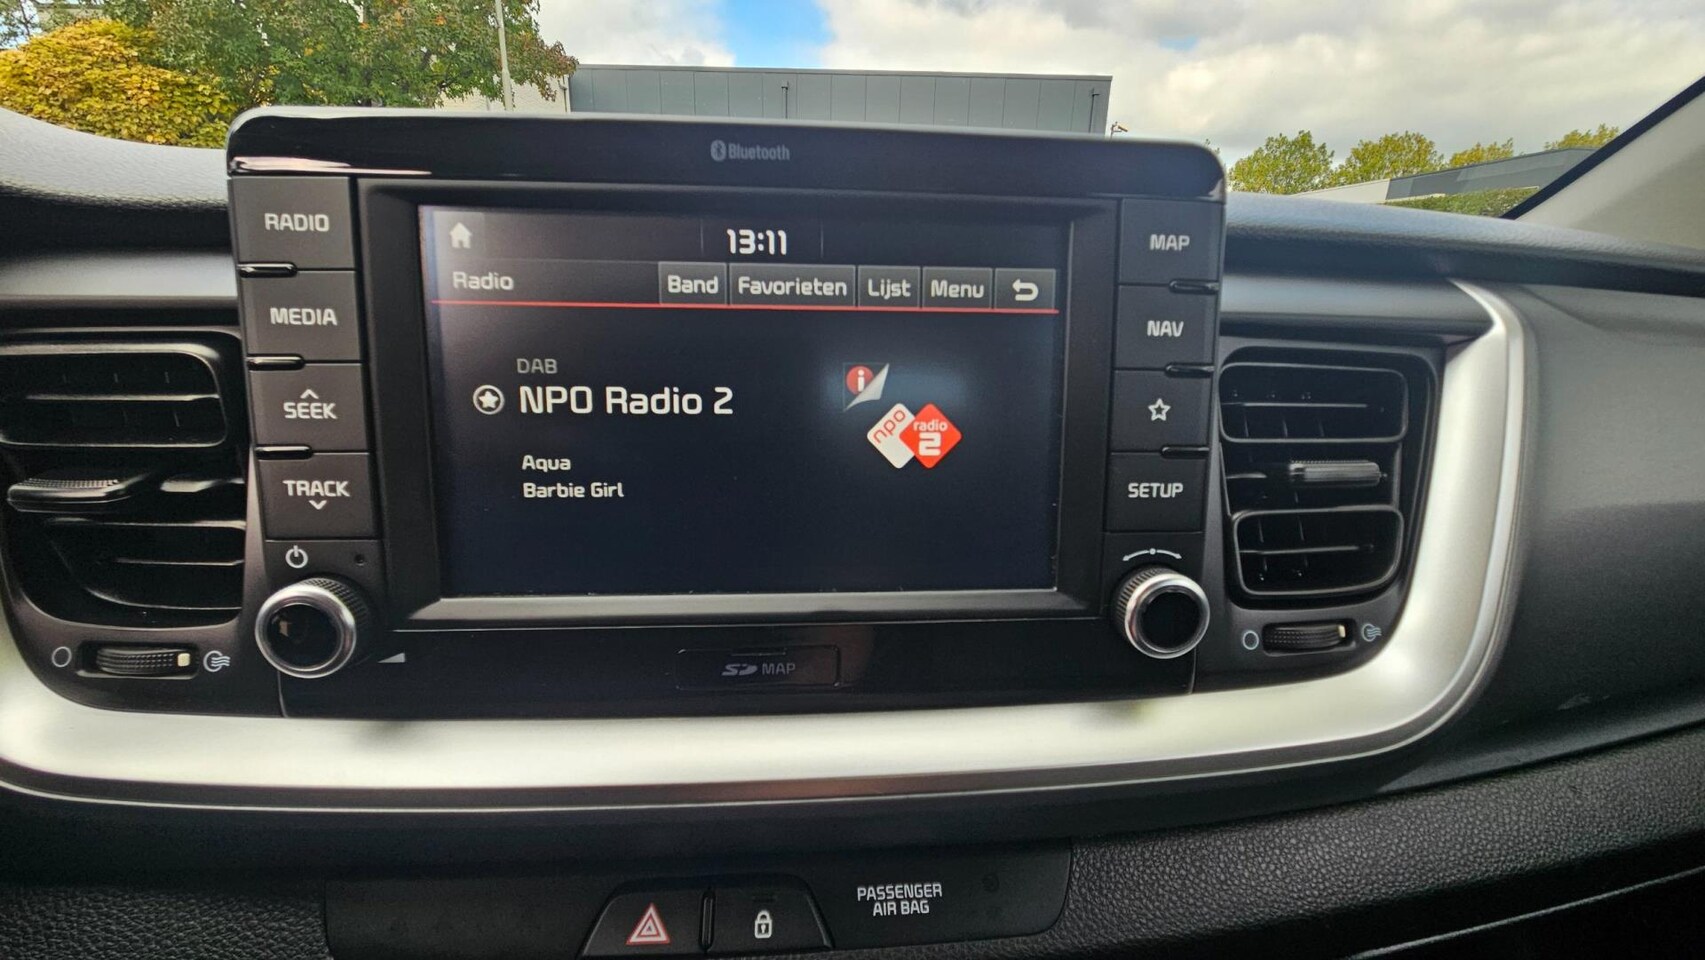 Bluetooth
RADIO
MEDIA
SEEK
TRACK
13:11
Radio
Band
Favorieten
Lijst
Menu
DAB
NPO Radio 2
Aqua
Barbie Girl
i
npo
radio
2
MAP
NAV
SETUP
SD MAP
PASSENGER
AIR BAG